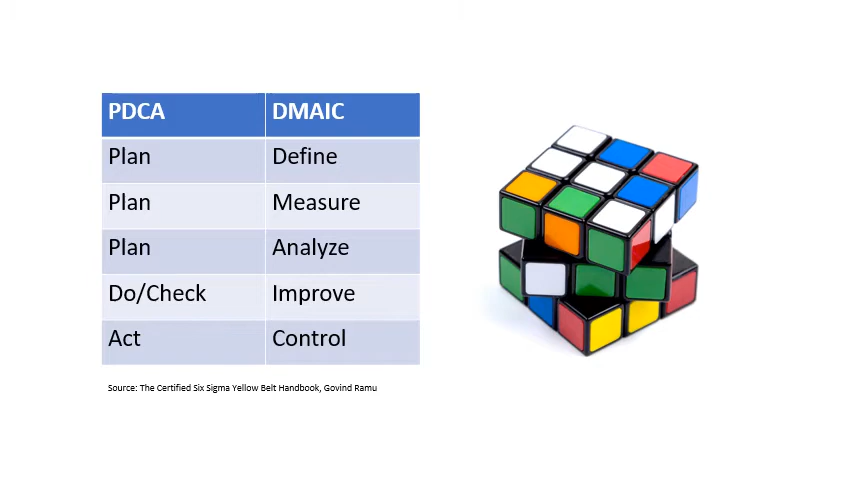 PDCA DMAIC
Plan Define
Plan Measure
Plan Analyze
Do/Check Improve
Act Control
Source: The Certified Six Sigma Yellow Belt Handbook, Govind Ramu